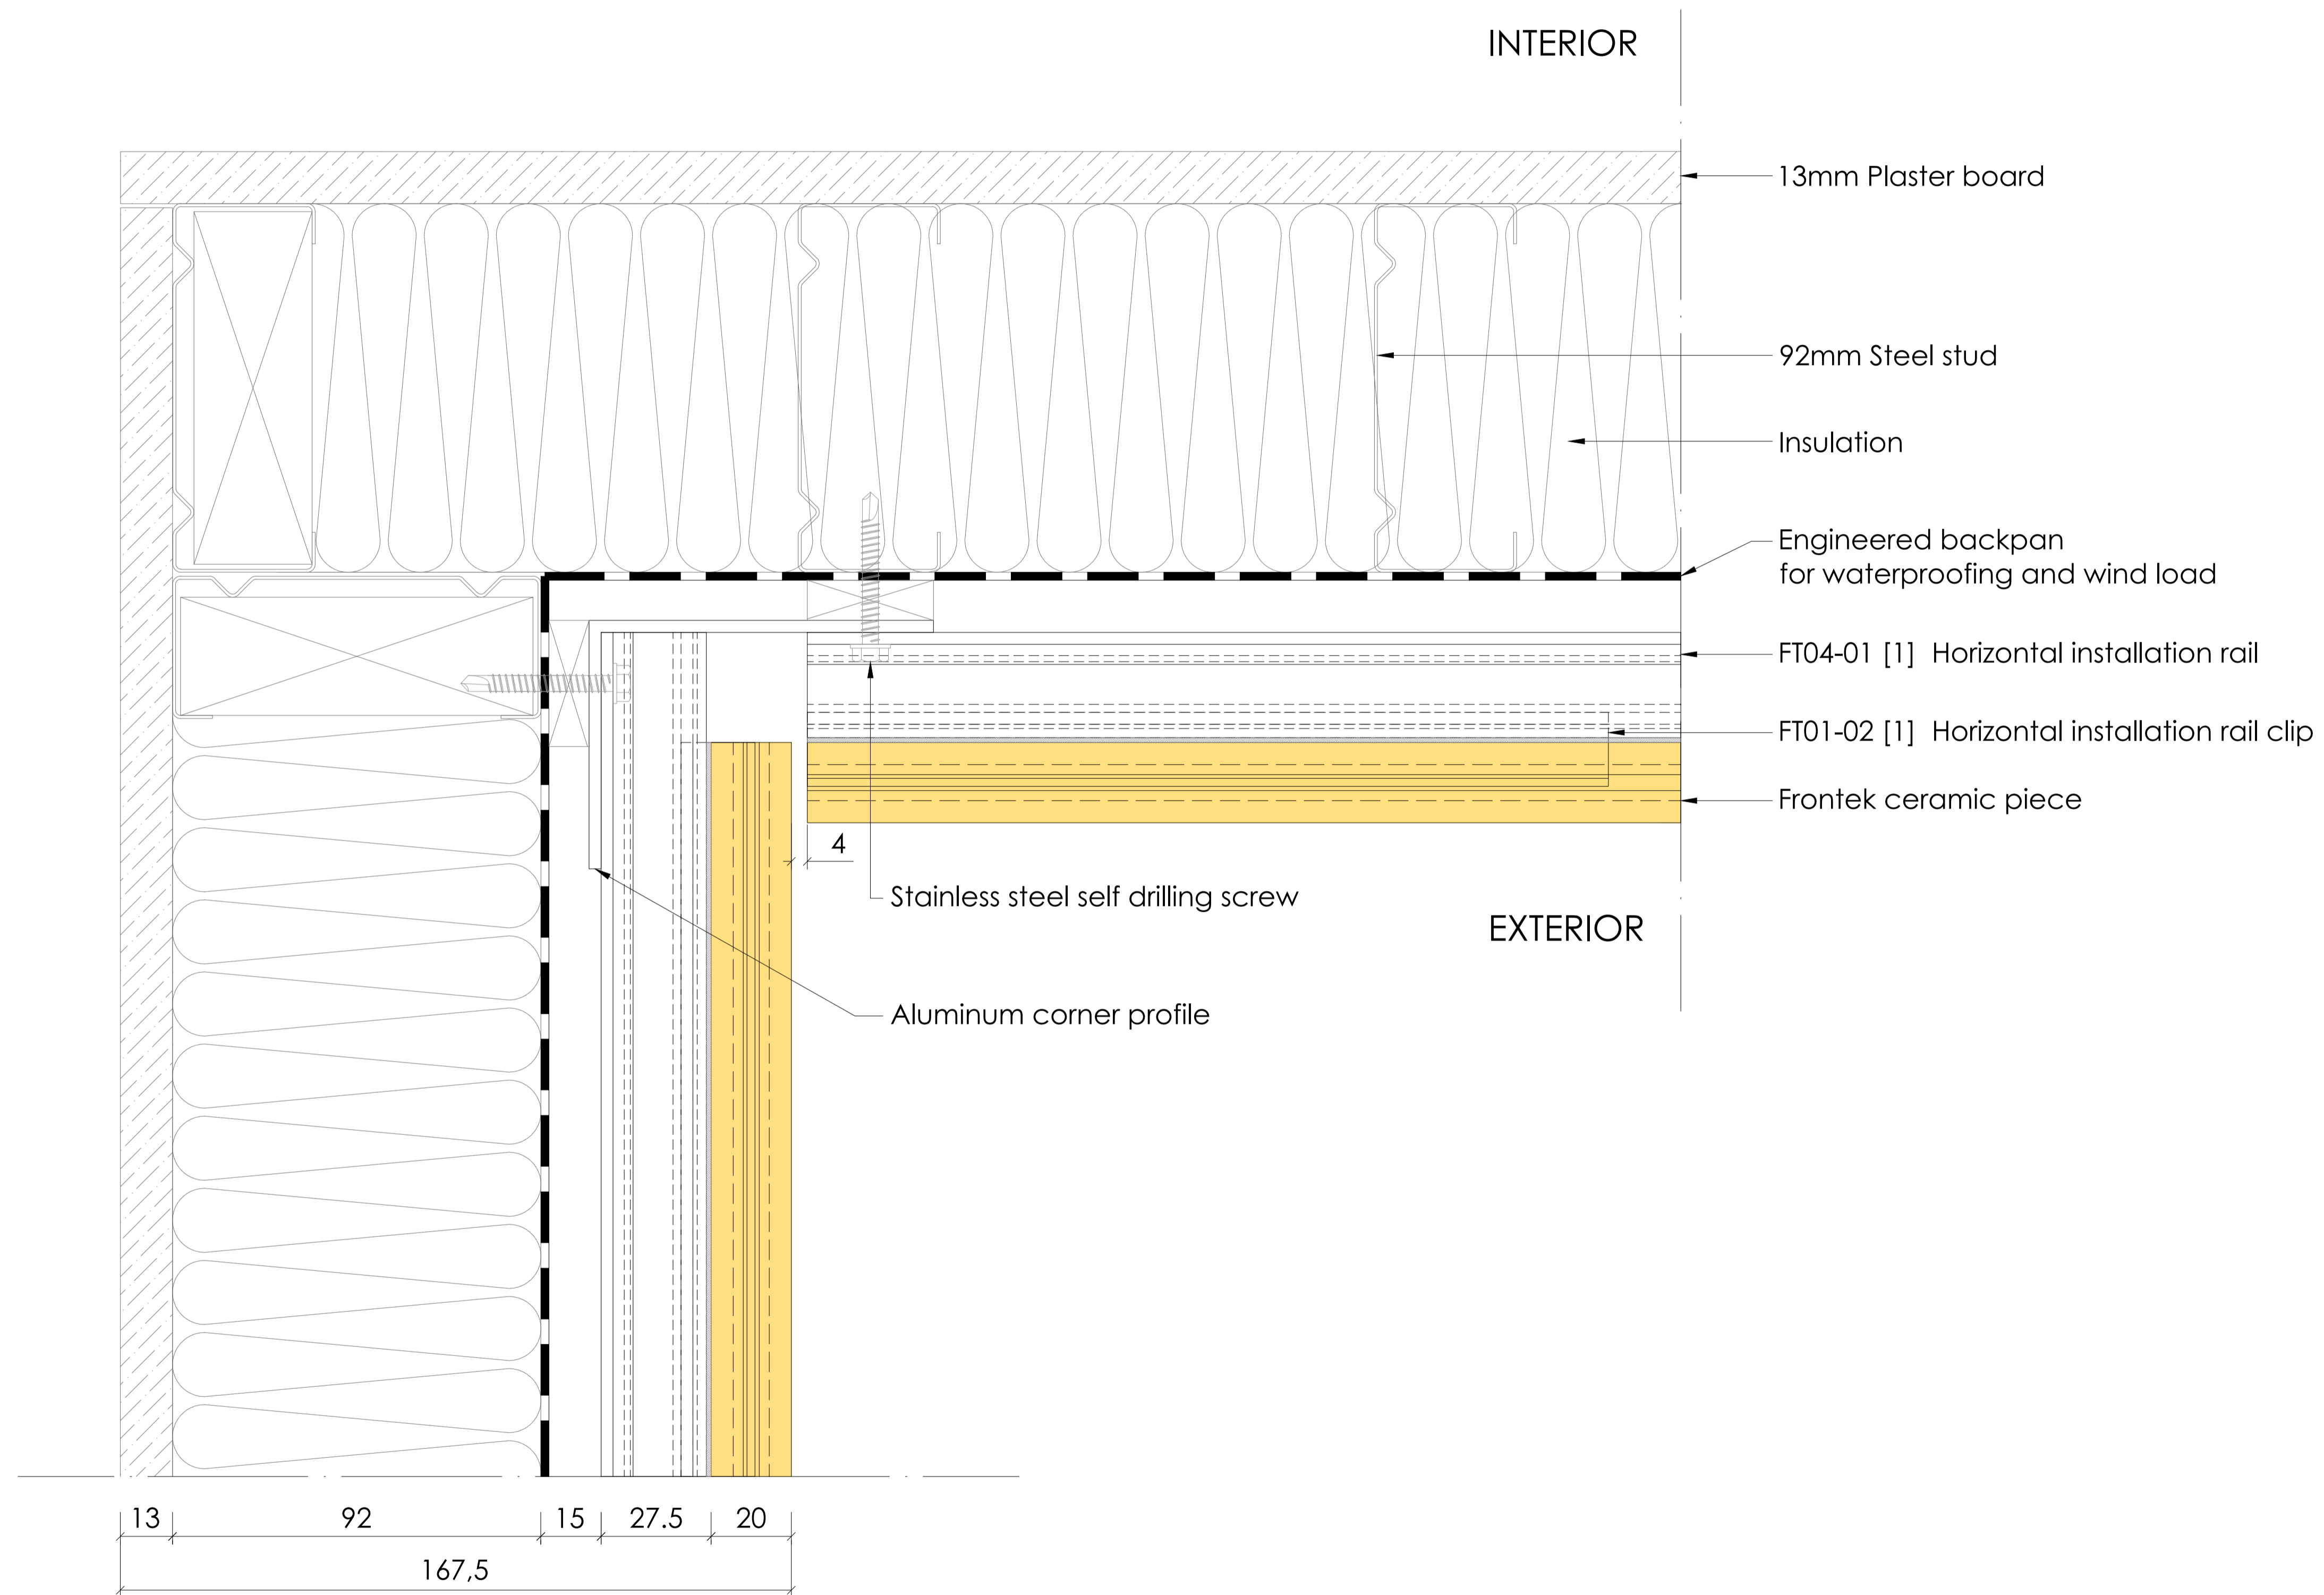 INTERIOR
13mm Plaster board
92mm Steel stud
Insulation
Engineered backpan
for waterproofing and wind load
FT04-01 [1] Horizontal installation rail
FT01-02 [1] Horizontal installation rail clip
Frontek ceramic piece
4
Stainless steel self drilling screw
EXTERIOR
Aluminum corner profile
13 92 15 27.5 20
167,5